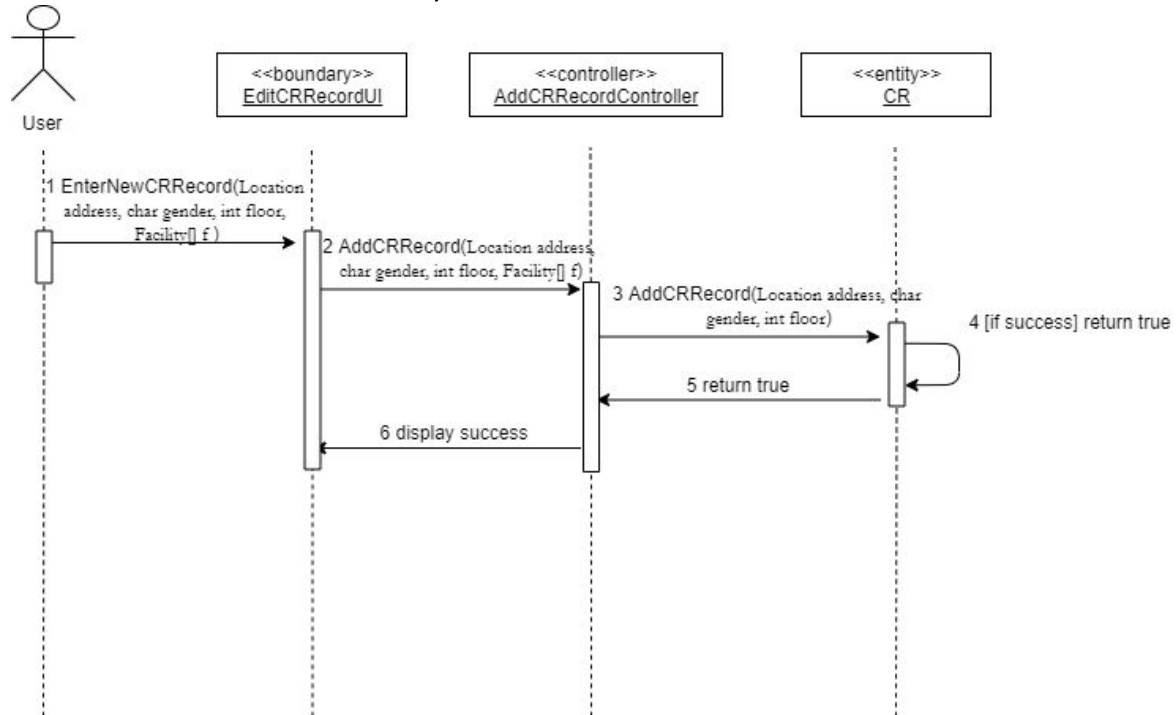 <<boundary>>
EditCRRecordUI
<<controller>>
AddCRRecordController
<<entity>>
CR
User
1 EnterNewCRRecord(Location
address, char gender, int floor,
Facility[] f )
2 AddCRRecord(Location address,
char gender, int floor, Facility[] f)
3 AddCRRecord(Location address, char
gender, int floor)
4 [if success] return true
5 return true
6 display success